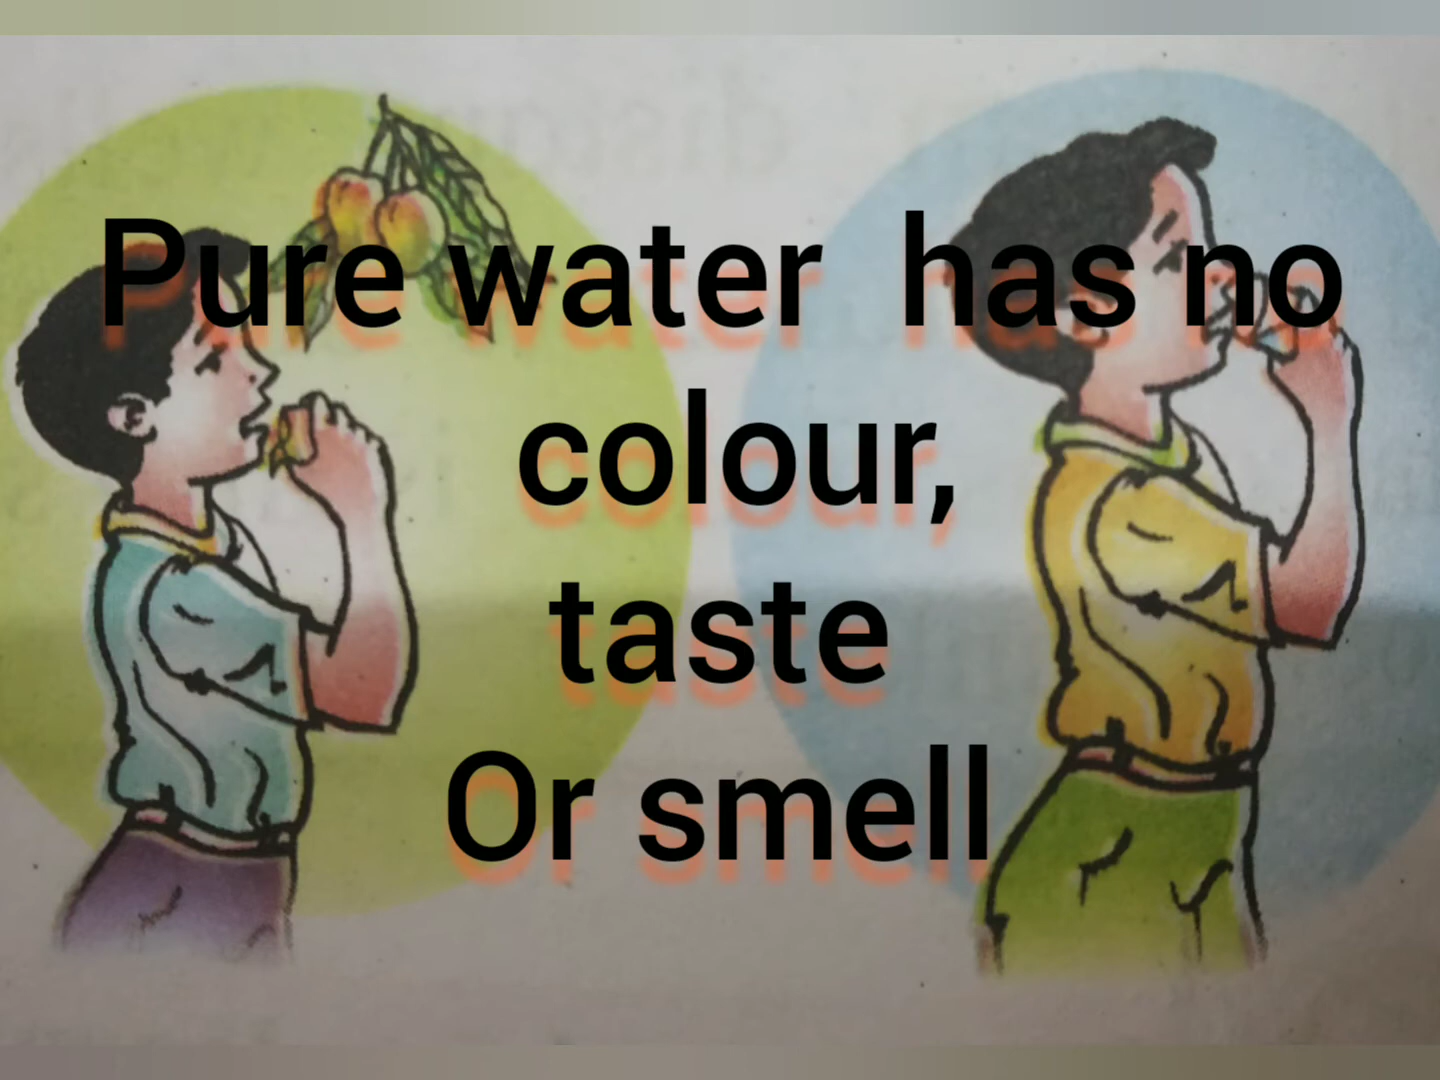 Pure water  has no
colour,
taste
Or smell